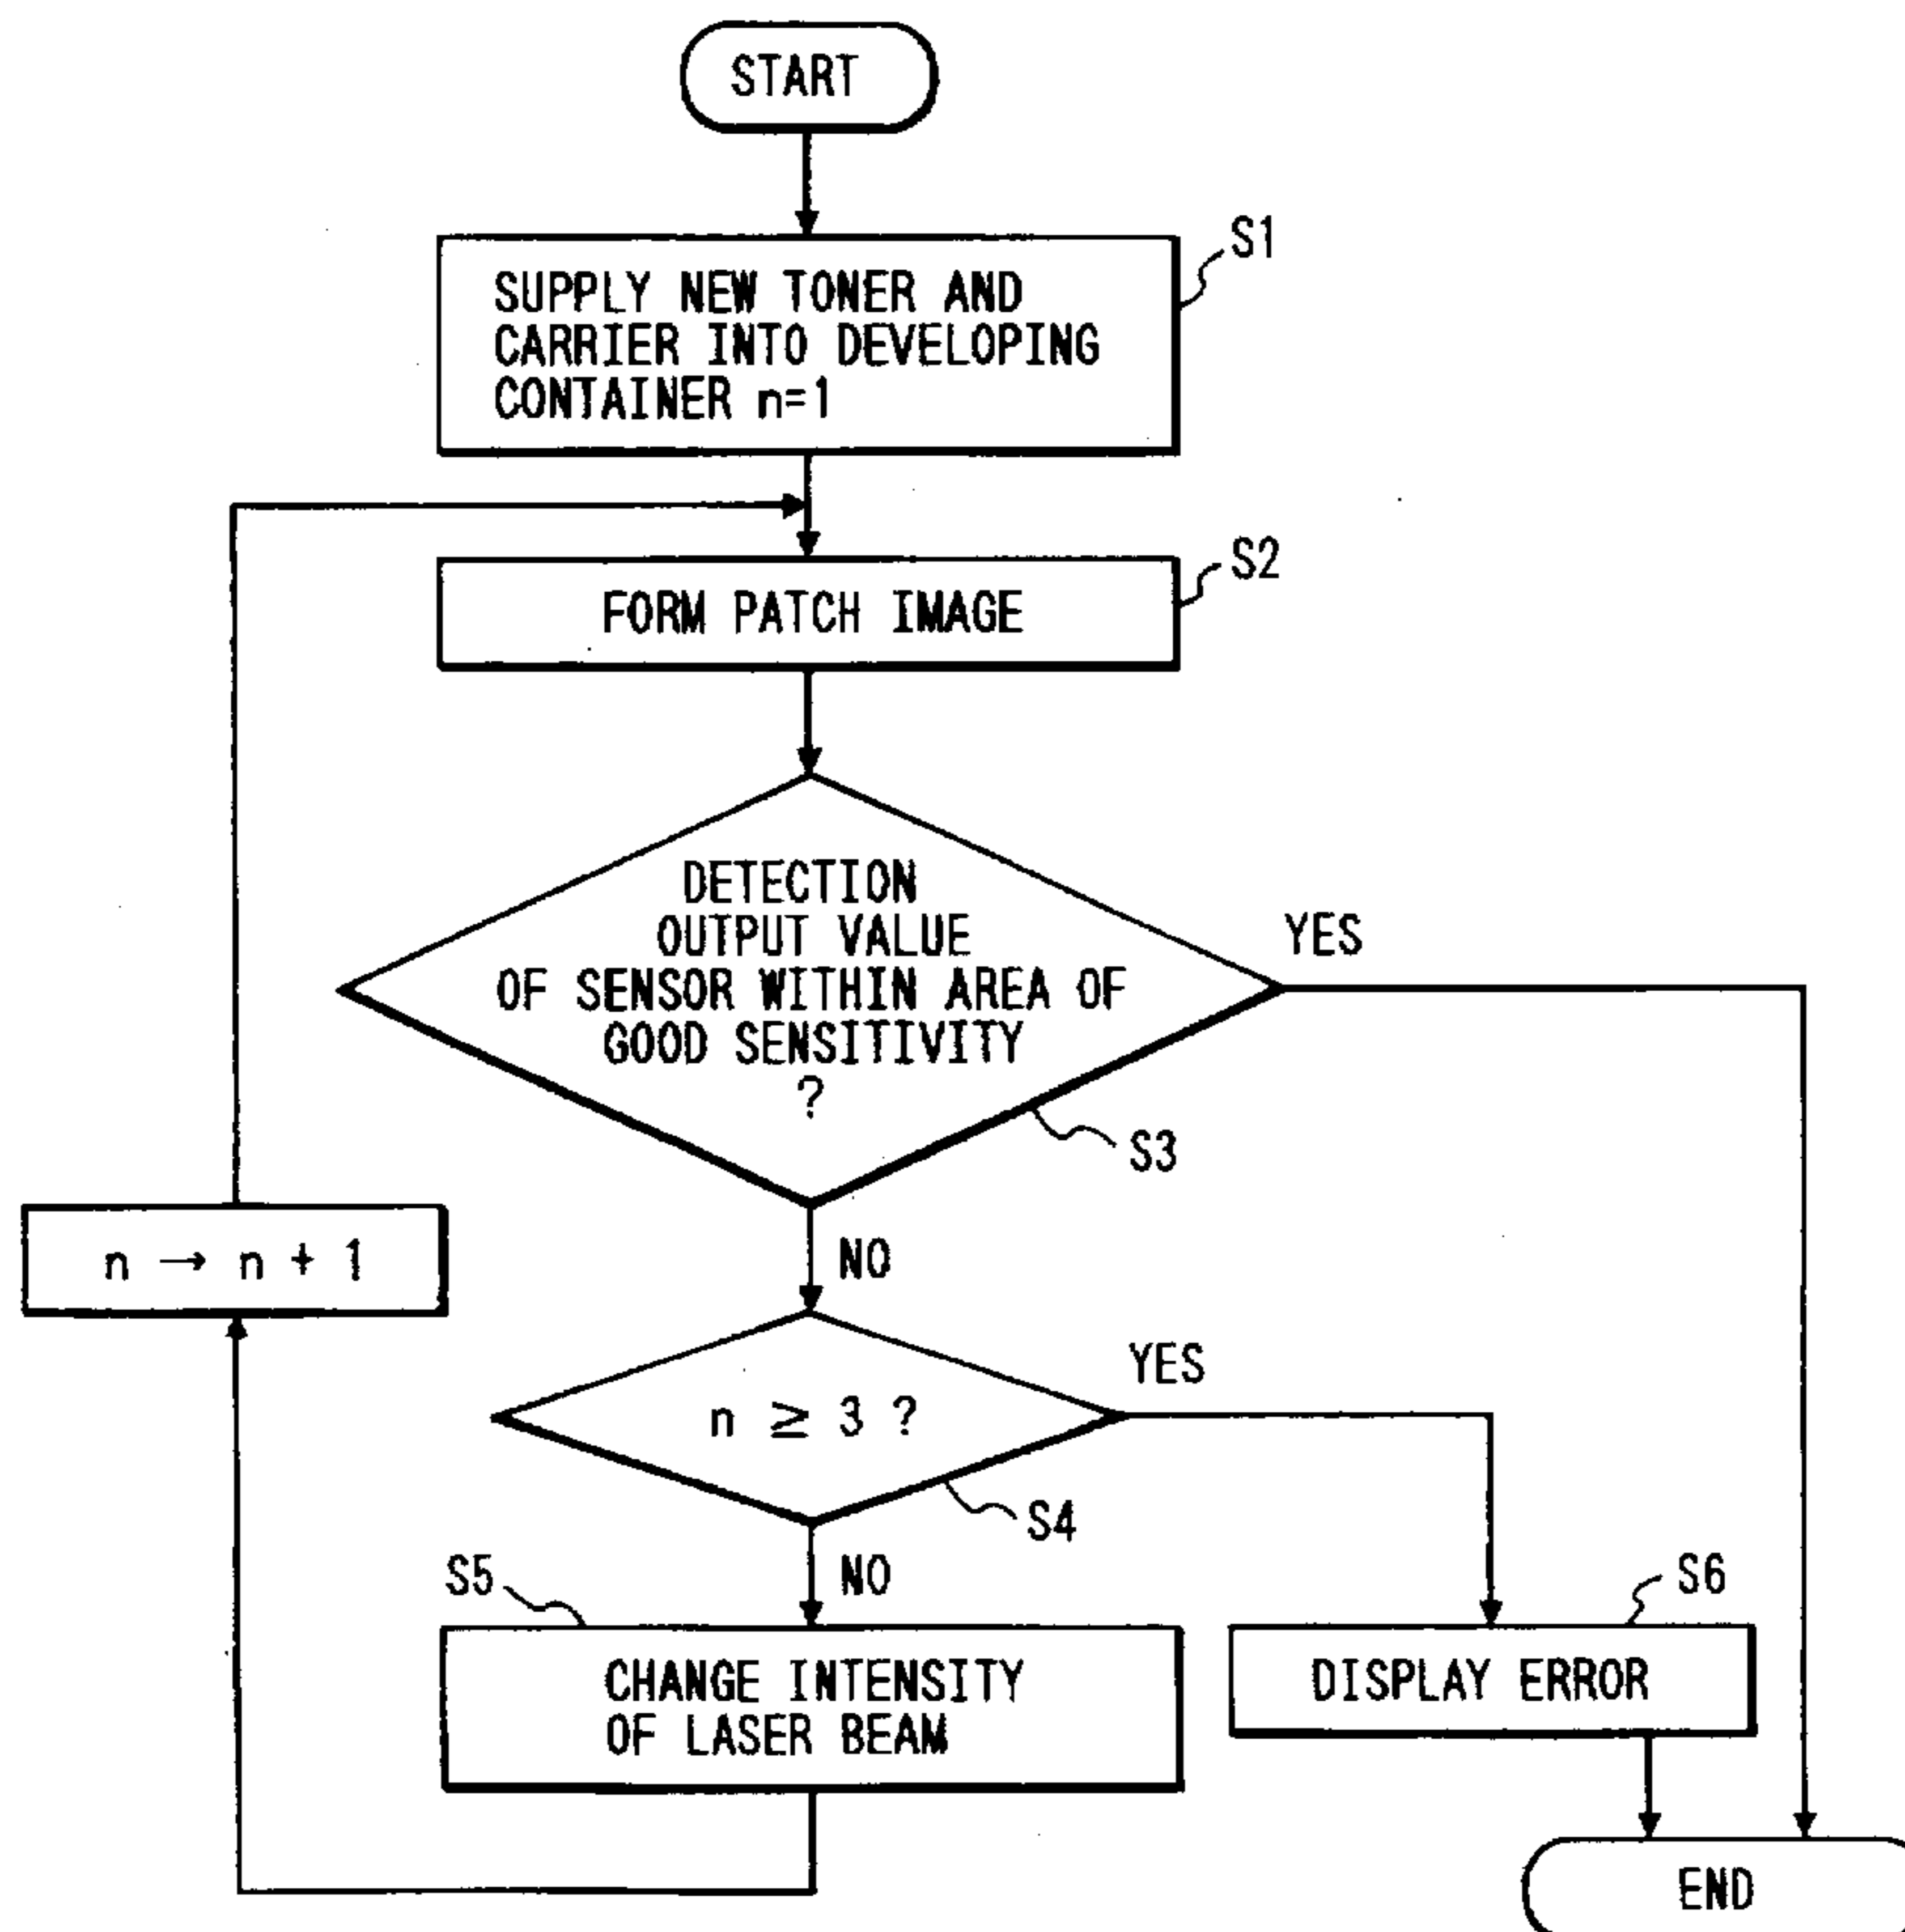 START
S1
SUPPLY NEW TONER AND
CARRIER INTO DEVELOPING
CONTAINER n=1
S2
FORM PATCH IMAGE
DETECTION
OUTPUT VALUE
OF SENSOR WITHIN AREA OF
GOOD SENSITIVITY
?
YES
S3
n → n + 1
NO
YES
n ≧ 3 ?
S4
NO
S5
S6
CHANGE INTENSITY
OF LASER BEAM
DISPLAY ERROR
END